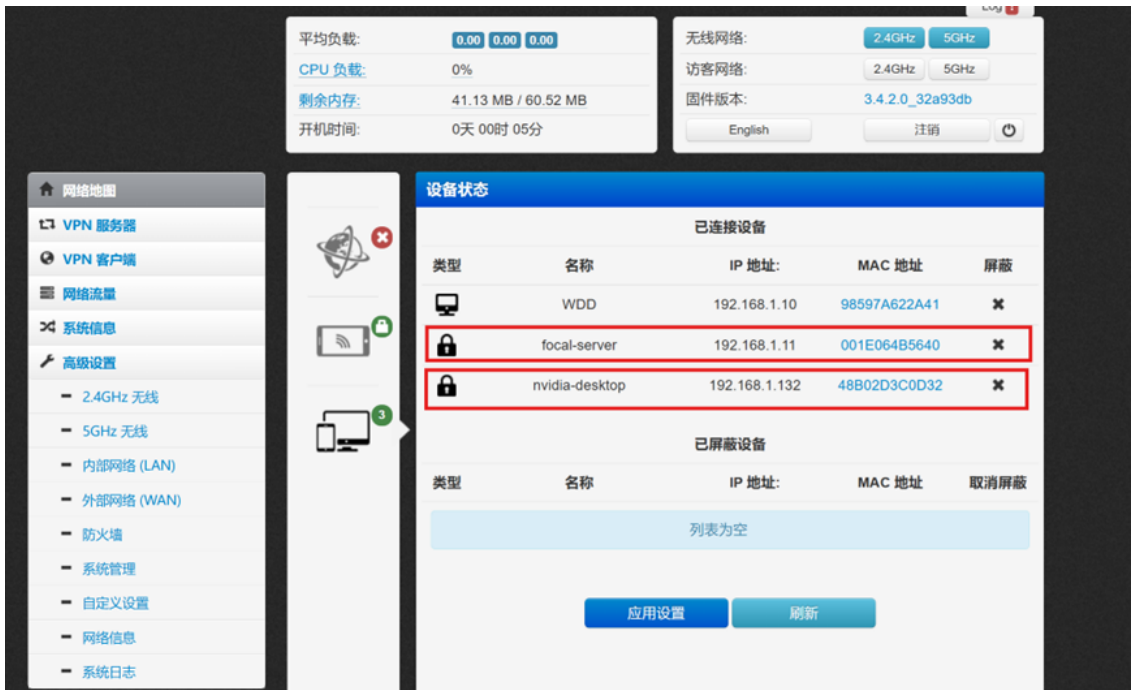 Log
平均负载: 0.00 0.00 0.00
CPU 负载: 0%
剩余内存: 41.13 MB / 60.52 MB
开机时间: 0天 00时 05分
无线网络: 2.4GHz 5GHz
访客网络: 2.4GHz 5GHz
固件版本: 3.4.2.0_32a93db
English 注销
网络地图
VPN 服务器
VPN 客户端
网络流量
系统信息
高级设置
2.4GHz 无线
5GHz 无线
内部网络 (LAN)
外部网络 (WAN)
防火墙
系统管理
自定义设置
网络信息
系统日志
3
设备状态
已连接设备
类型 名称 IP 地址: MAC 地址 屏蔽
WDD 192.168.1.10 98597A622A41
focal-server 192.168.1.11 001E064B5640
nvidia-desktop 192.168.1.132 48B02D3C0D32
已屏蔽设备
类型 名称 IP 地址: MAC 地址 取消屏蔽
列表为空
应用设置 刷新